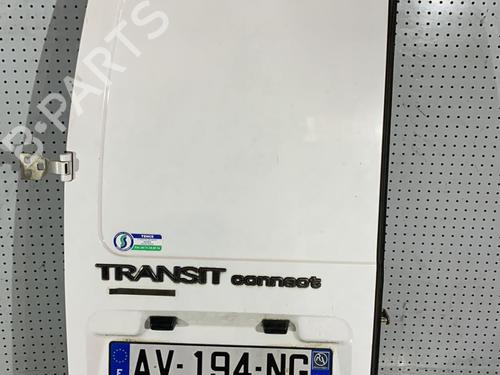 B-PARTS
TRANSIT connect
F
AV-194-NG